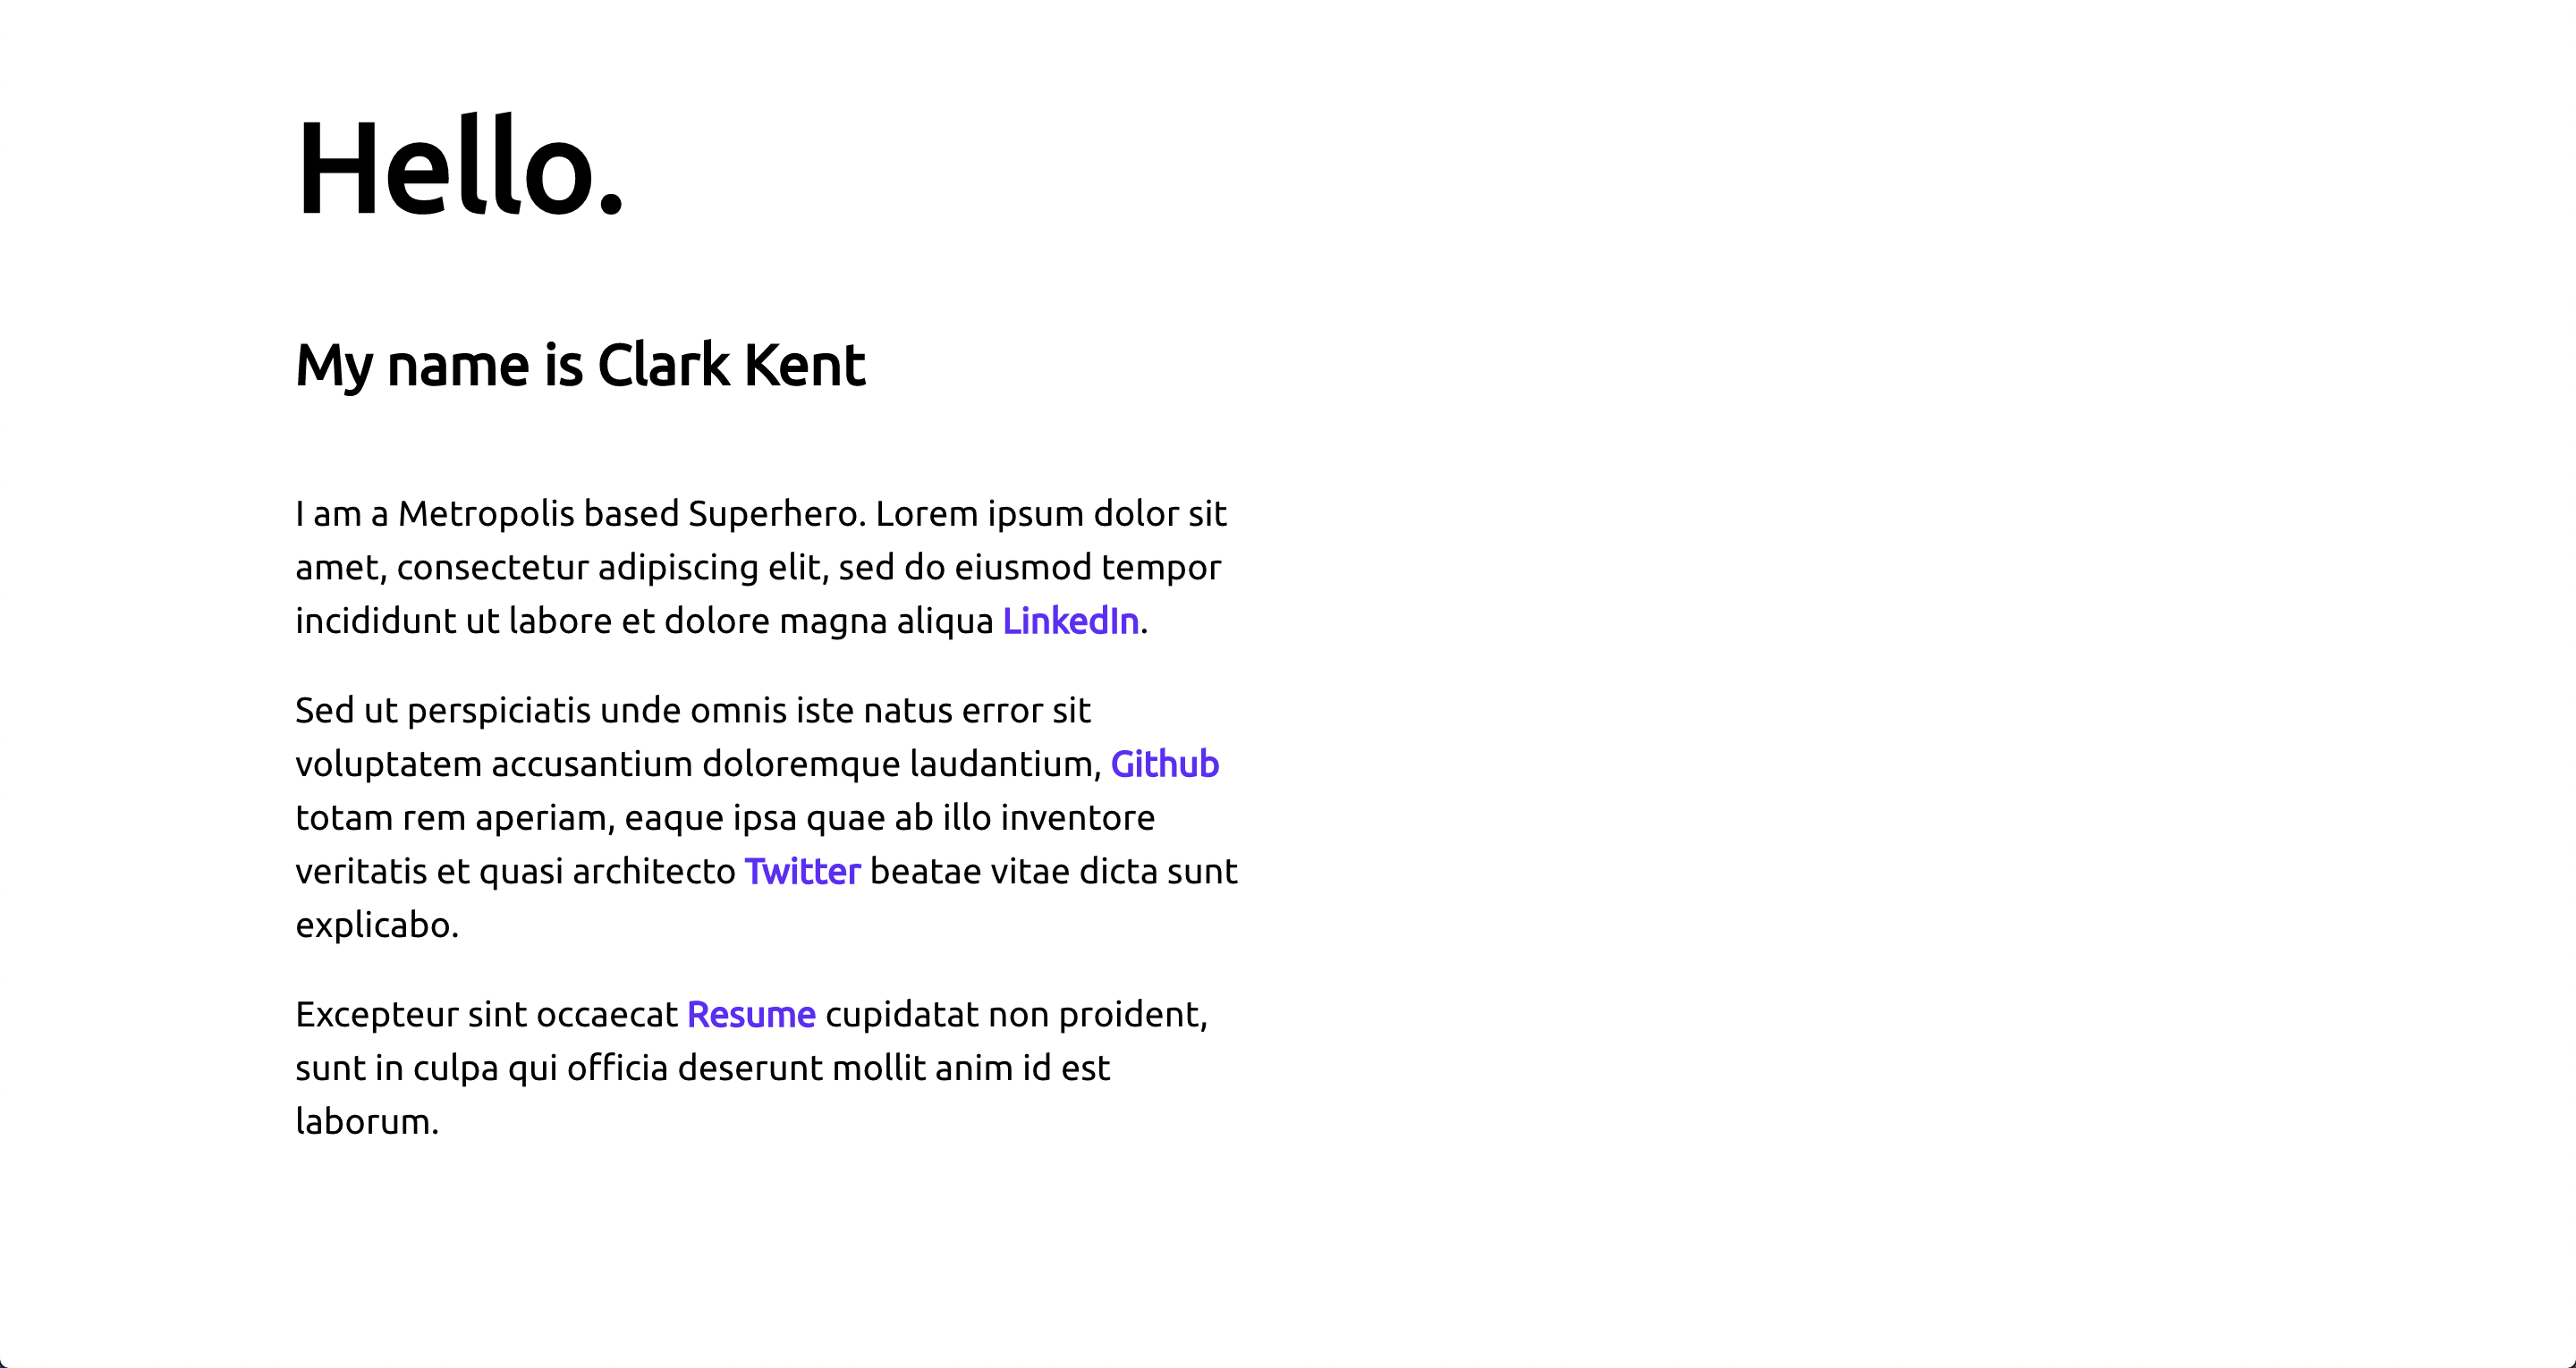 Hello.
My name is Clark Kent
I am a Metropolis based Superhero. Lorem ipsum dolor sit
amet, consectetur adipiscing elit, sed do eiusmod tempor
incididunt ut labore et dolore magna aliqua LinkedIn.
Sed ut perspiciatis unde omnis iste natus error sit
voluptatem accusantium doloremque laudantium, Github
totam rem aperiam, eaque ipsa quae ab illo inventore
veritatis et quasi architecto Twitter beatae vitae dicta sunt
explicabo.
Excepteur sint occaecat Resume cupidatat non proident,
sunt in culpa qui officia deserunt mollit anim id est
laborum.